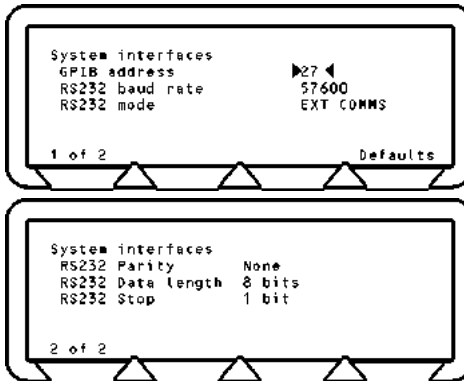 System interfaces
GPIB address 27
RS232 baud rate 57600
RS232 mode EXT COMMS
1 of 2 Defaults
System interfaces
RS232 Parity None
RS232 Data length 8 bits
RS232 Stop 1 bit
2 of 2